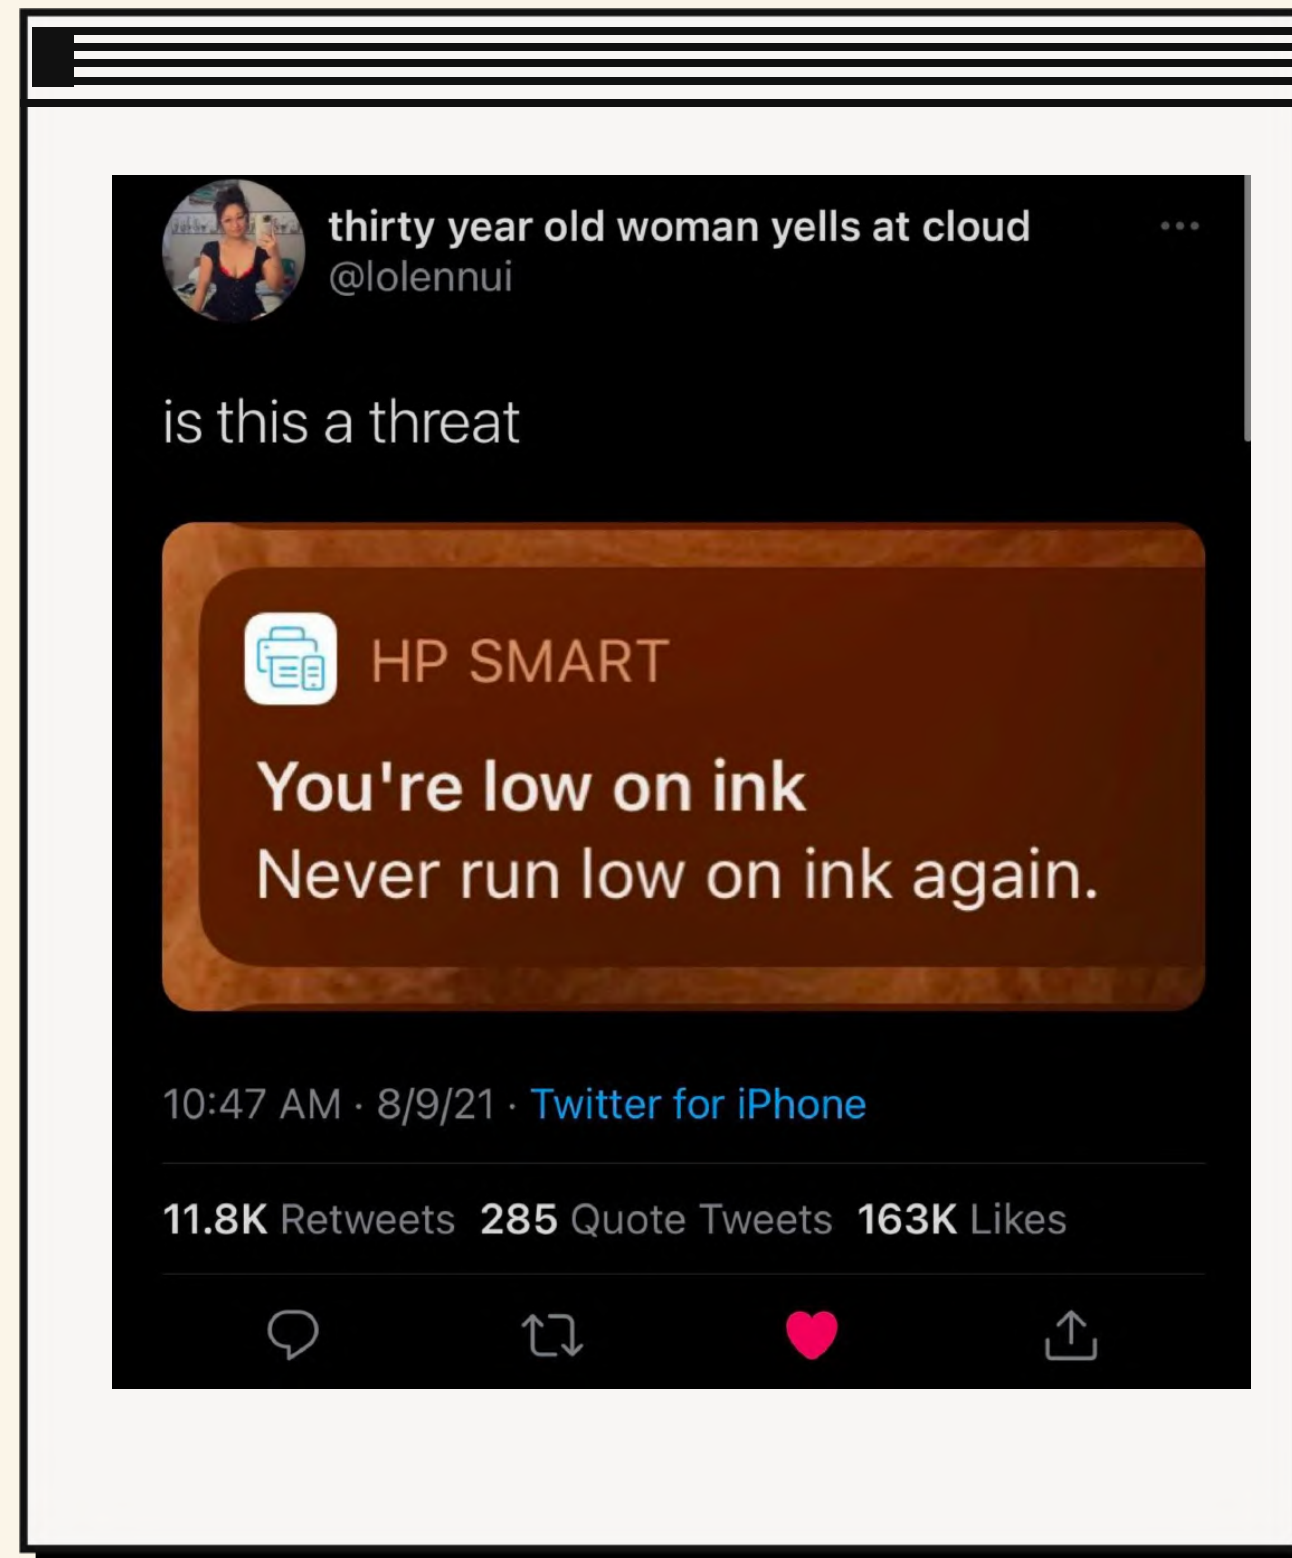 thirty year old woman yells at cloud
@lolennui
is this a threat
HP SMART
You're low on ink
Never run low on ink again.
10:47 AM · 8/9/21 · Twitter for iPhone
11.8K Retweets 285 Quote Tweets 163K Likes